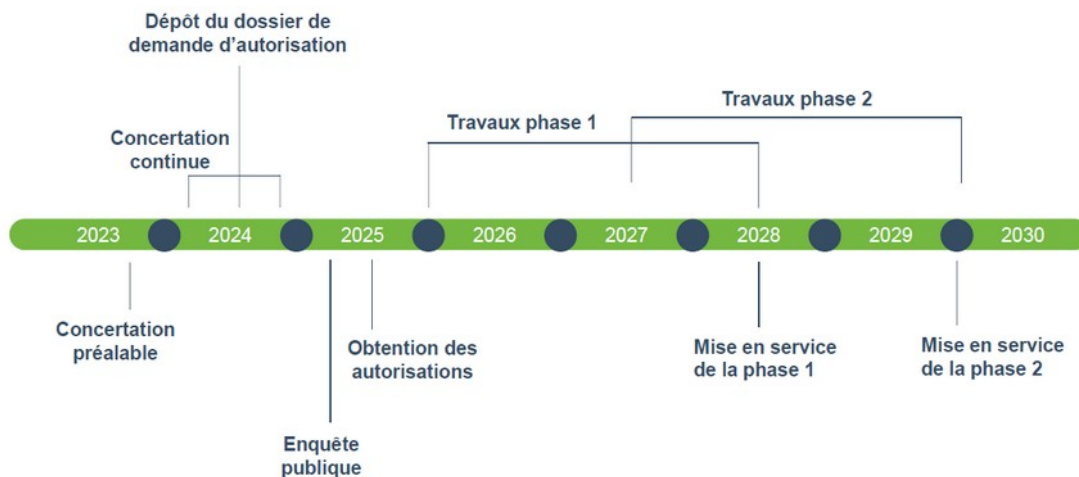 Dépôt du dossier de
demande d'autorisation
Travaux phase 2
Travaux phase 1
Concertation
continue
2023 2024 2025 2026 2027 2028 2029 2030
Concertation
préalable
Obtention des
autorisations
Mise en service
de la phase 1
Mise en service
de la phase 2
Enquête
publique